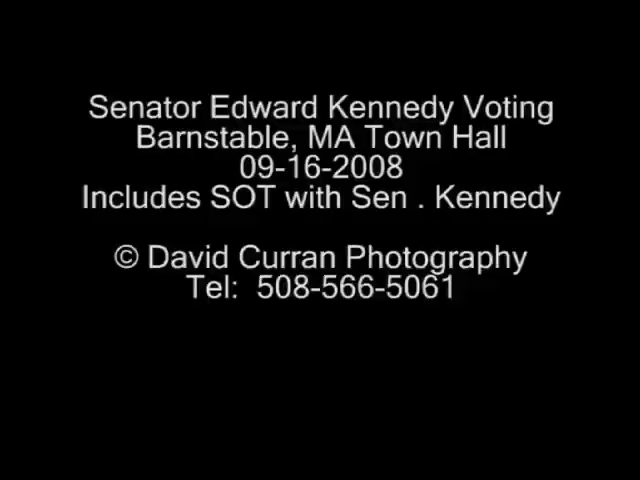 Senator Edward Kennedy Voting
Barnstable, MA Town Hall
09-16-2008
Includes SOT with Sen . Kennedy
© David Curran Photography
Tel:  508-566-5061